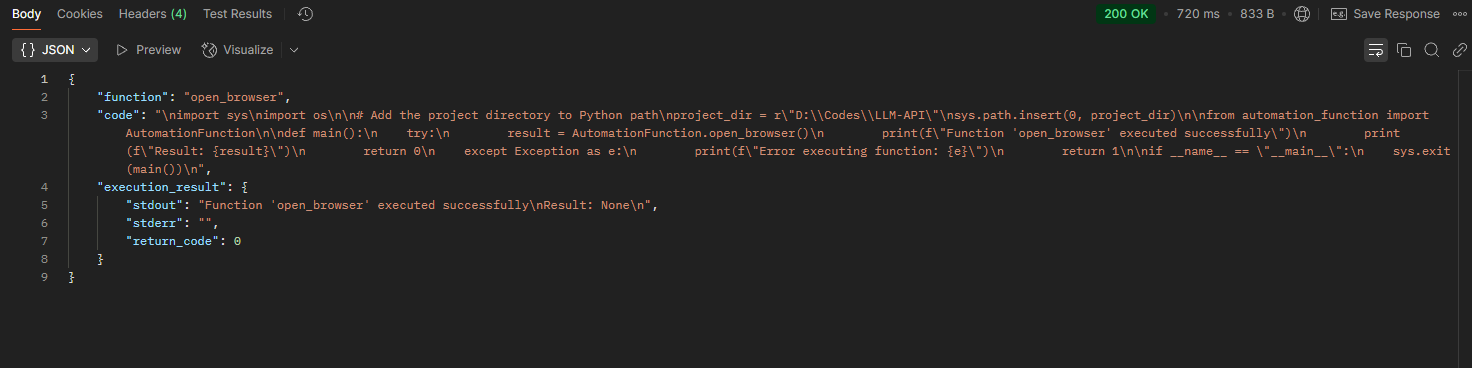 Body Cookies Headers (4) Test Results
200 OK • 720 ms • 833 B • e.g. Save Response
{} JSON Preview Visualize
1 {
2 "function": "open_browser",
3 "code": "\nimport sys\nimport os\n\n# Add the project directory to Python path\nproject_dir = r\"D:\\Codes\\LLM-API\"\nsys.path.insert(0, project_dir)\n\nfrom automation_function import
AutomationFunction\n\ndef main():\n    try:\n        result = AutomationFunction.open_browser()\n        print(f\"Function 'open_browser' executed successfully\")\n        print
(f\"Result: {result}\")\n        return 0\n    except Exception as e:\n        print(f\"Error executing function: {e}\")\n        return 1\n\nif __name__ == \"__main__\":\n    sys.exit
(main())\n",
4 "execution_result": {
5 "stdout": "Function 'open_browser' executed successfully\nResult: None\n",
6 "stderr": "",
7 "return_code": 0
8 }
9 }